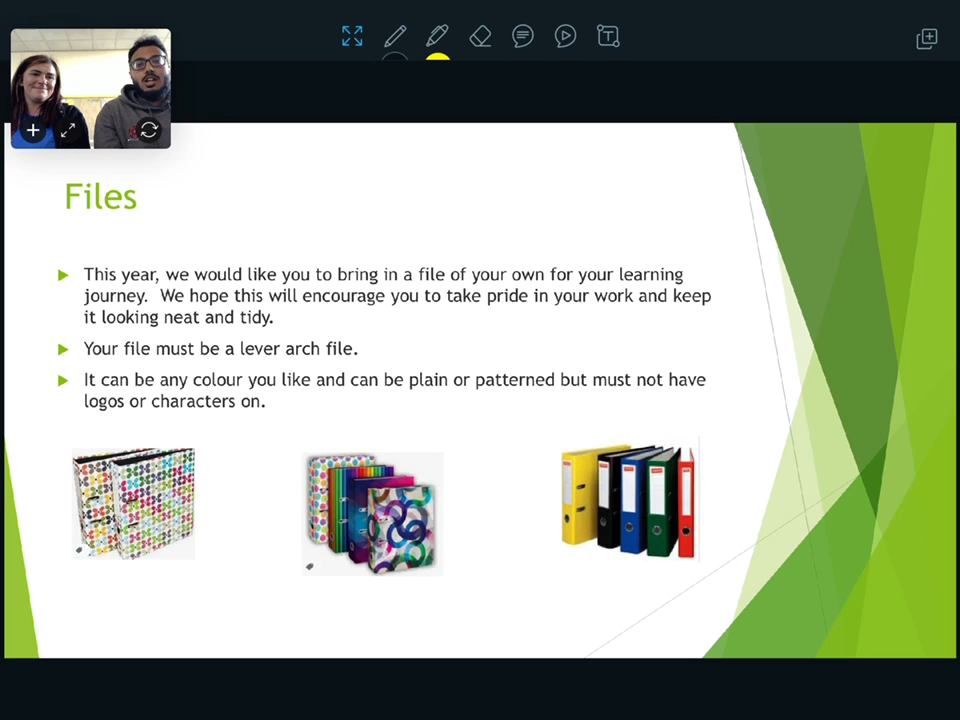 Files
This year, we would like you to bring in a file of your own for your learning
journey. We hope this will encourage you to take pride in your work and keep
it looking neat and tidy.
Your file must be a lever arch file.
It can be any colour you like and can be plain or patterned but must not have
logos or characters on.